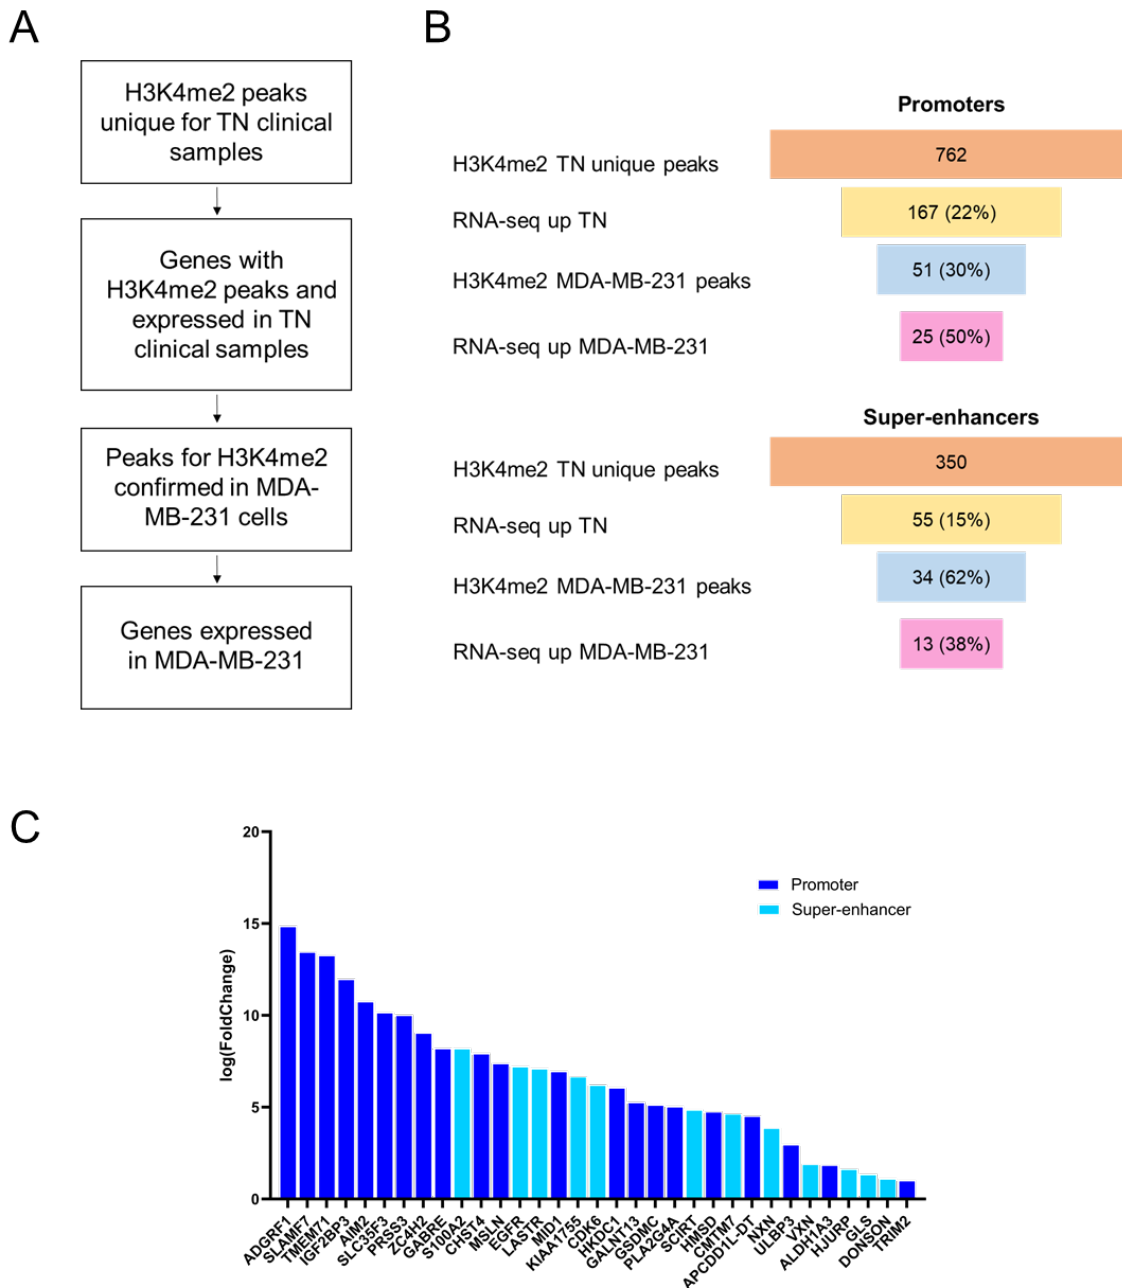 A
H3K4me2 peaks
unique for TN clinical
samples
Genes with
H3K4me2 peaks and
expressed in TN
clinical samples
Peaks for H3K4me2
confirmed in MDA-
MB-231 cells
Genes expressed
in MDA-MB-231
B
Promoters
H3K4me2 TN unique peaks
762
RNA-seq up TN
167 (22%)
H3K4me2 MDA-MB-231 peaks
51 (30%)
RNA-seq up MDA-MB-231
25 (50%)
Super-enhancers
H3K4me2 TN unique peaks
350
RNA-seq up TN
55 (15%)
H3K4me2 MDA-MB-231 peaks
34 (62%)
RNA-seq up MDA-MB-231
13 (38%)
C
log(FoldChange)
20
15
10
5
0
Promoter
Super-enhancer
ADGRF1
SLAMF7
TMEM71
IGF2BP3
AIM2
SLC35F3
PRSS3
ZC4H2
GABRE
S100A2
CHST4
MSLN
EGFR
LASTR
MID1
KIAA1755
CDK6
HKDC1
GALNT13
GSDMC
PLA2G4A
SCIRT
HMSD
CMTM7
APCDD1L-DT
NXN
ULBP3
VXN
ALDH1A3
HJURP
GLS
DONSON
TRIM2